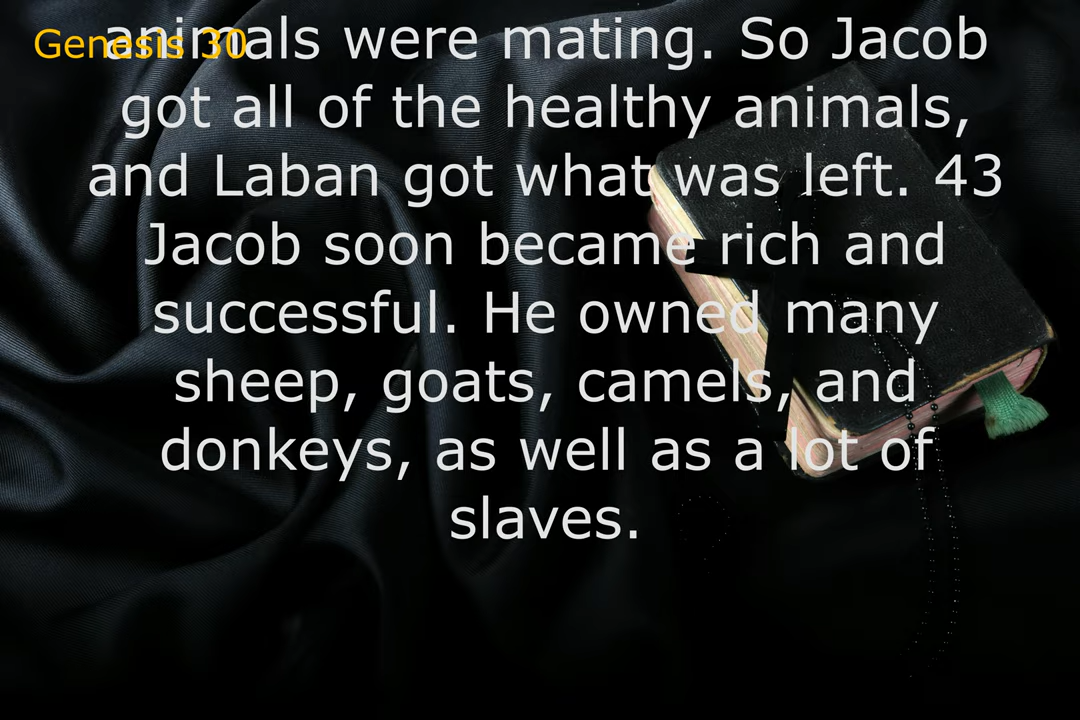 Genesis 30
animals were mating. So Jacob
got all of the healthy animals,
and Laban got what was left. 43
Jacob soon became rich and
successful. He owned many
sheep, goats, camels, and
donkeys, as well as a lot of
slaves.